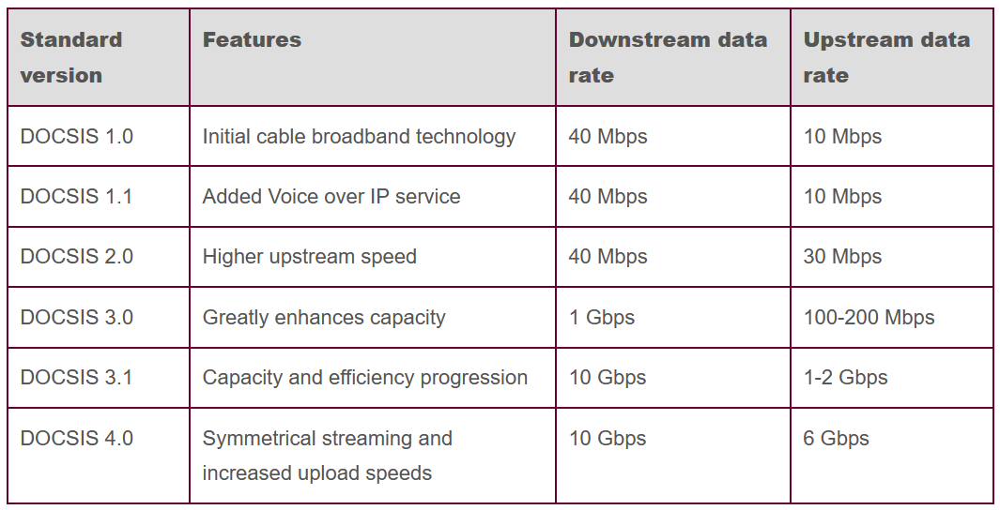 Standard version Features Downstream data rate Upstream data rate
DOCSIS 1.0 Initial cable broadband technology 40 Mbps 10 Mbps
DOCSIS 1.1 Added Voice over IP service 40 Mbps 10 Mbps
DOCSIS 2.0 Higher upstream speed 40 Mbps 30 Mbps
DOCSIS 3.0 Greatly enhances capacity 1 Gbps 100-200 Mbps
DOCSIS 3.1 Capacity and efficiency progression 10 Gbps 1-2 Gbps
DOCSIS 4.0 Symmetrical streaming and increased upload speeds 10 Gbps 6 Gbps